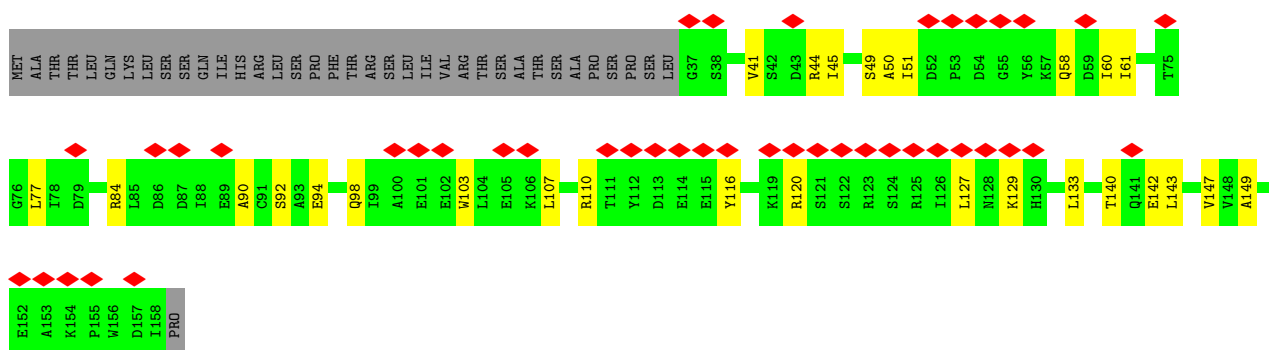 MET ALA THR THR LEU GLN LYS LEU SER SER GLN ILE HIS ARG LEU SER PRO PHE THR ARG SER LEU ILE VAL ARG THR SER ALA THR SER ALA PRO SER PRO SER LEU G37 S38 V41 S42 D43 R44 I45 S49 A50 I51 D52 P53 D54 G55 Y56 K57 Q58 D59 I60 I61 T75
G76 L77 I78 D79 R84 L85 D86 D87 I88 E89 A90 C91 S92 A93 E94 Q98 I99 A100 E101 E102 W103 L104 E105 K106 L107 R110 T111 Y112 D113 E114 E115 Y116 K119 R120 S121 S122 R123 S124 R125 I126 L127 N128 K129 H130 L133 T140 Q141 E142 L143 V147 V148 A149
E152 A153 K154 P155 W156 D157 I158 PRO